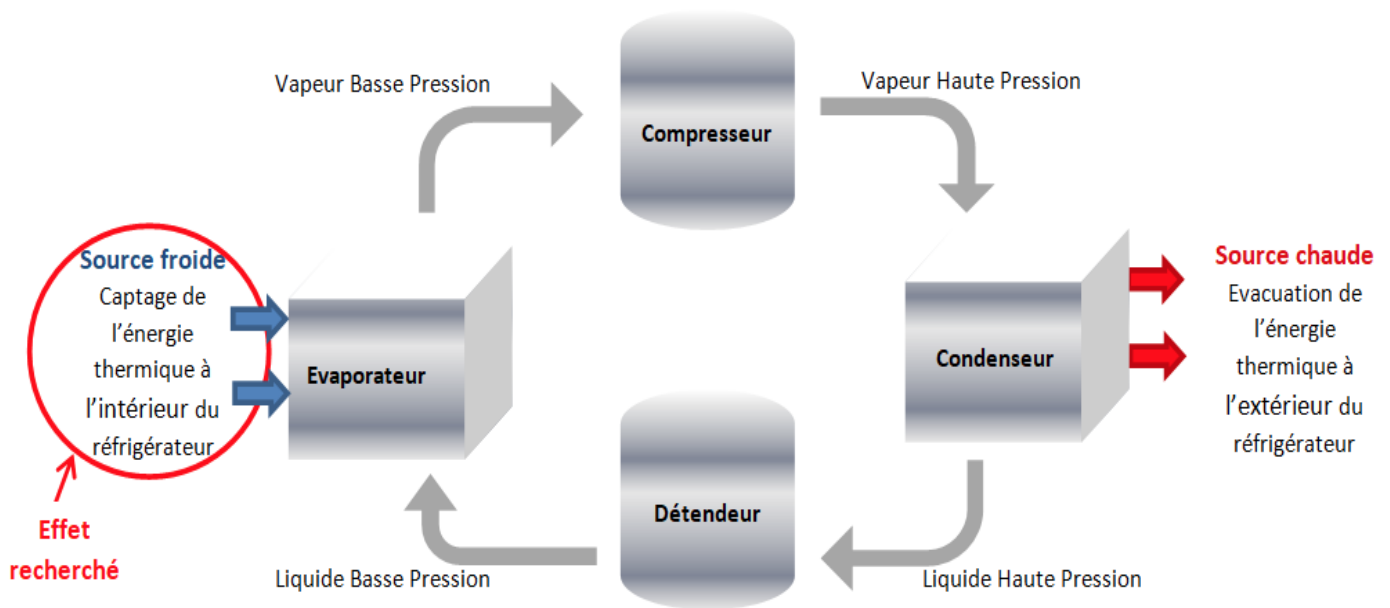 Vapeur Basse Pression
Vapeur Haute Pression
Compresseur
Source froide
Captage de
l'énergie
thermique à
l'intérieur du
réfrigérateur
Evaporateur
Condenseur
Source chaude
Evacuation de
l'énergie
thermique à
l'extérieur du
réfrigérateur
Effet
recherché
Détendeur
Liquide Basse Pression
Liquide Haute Pression